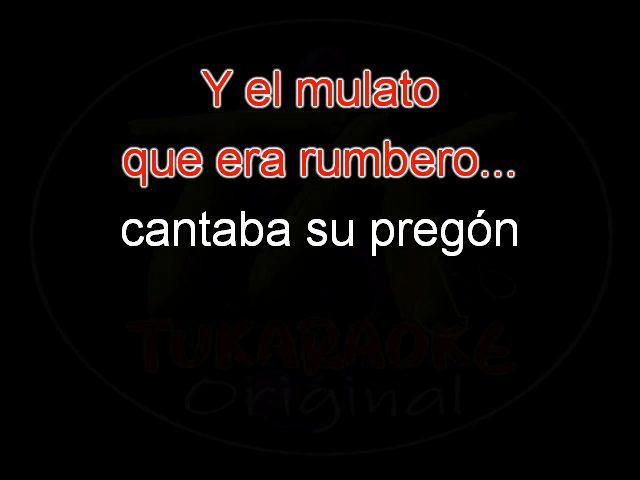 Y el mulato
que era rumbero...
cantaba su pregón
TUKARAOKE
Original